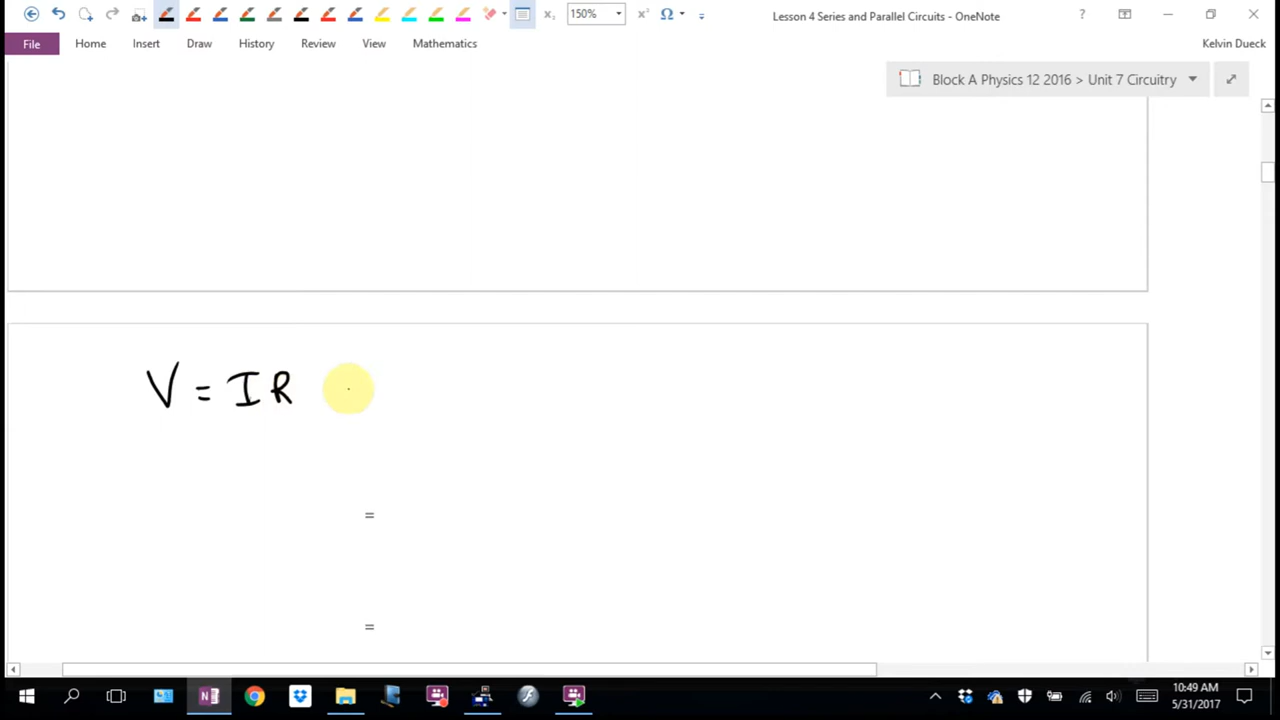 150%
Lesson 4 Series and Parallel Circuits - OneNote
File Home Insert Draw History Review View Mathematics Kelvin Dueck
Block A Physics 12 2016 > Unit 7 Circuitry
V = IR
=
=
10:49 AM
5/31/2017